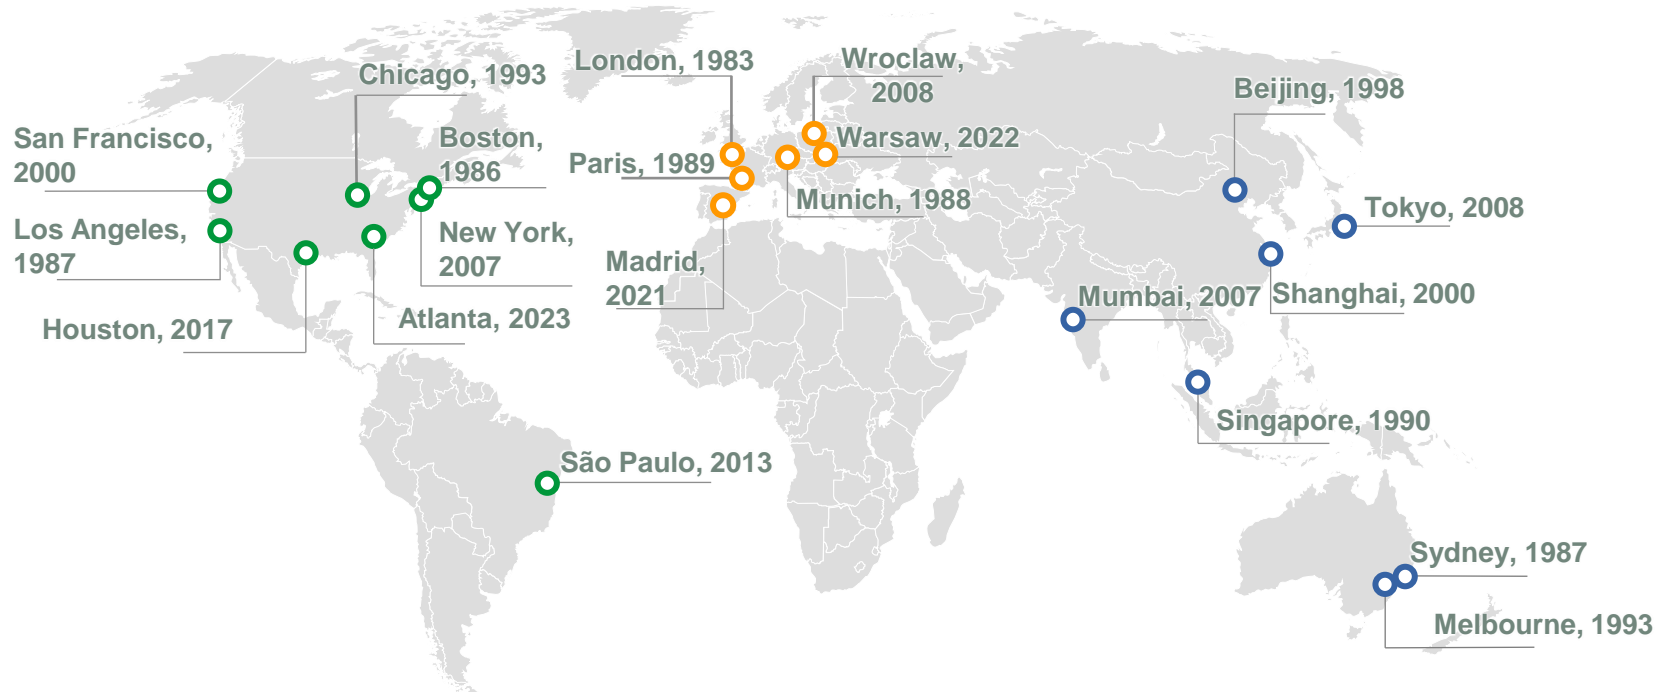 London, 1983
Wroclaw,
2008
Chicago, 1993
Beijing, 1998
San Francisco,
2000
Boston,
1986
Warsaw, 2022
Paris, 1989
Munich, 1988
Tokyo, 2008
Los Angeles,
1987
New York,
2007
Madrid,
2021
Mumbai, 2007
Shanghai, 2000
Houston, 2017
Atlanta, 2023
Singapore, 1990
São Paulo, 2013
Sydney, 1987
Melbourne, 1993